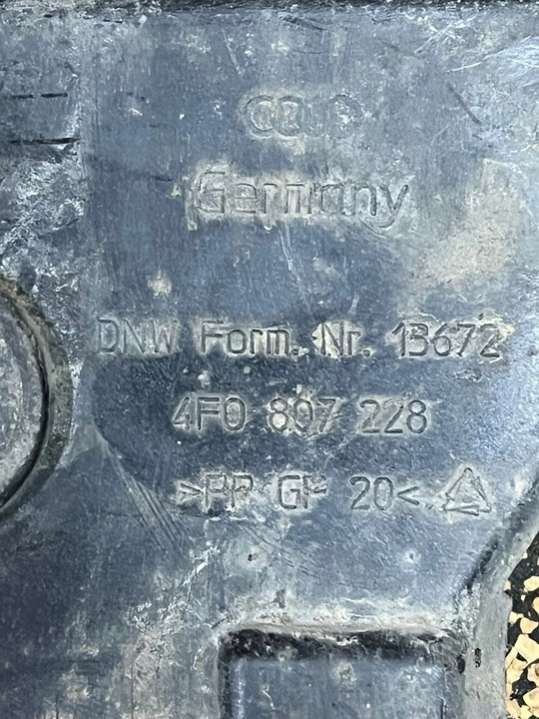 Germany
DNW Form. Nr. 13672
4F0 807 228
>PP GF 20<